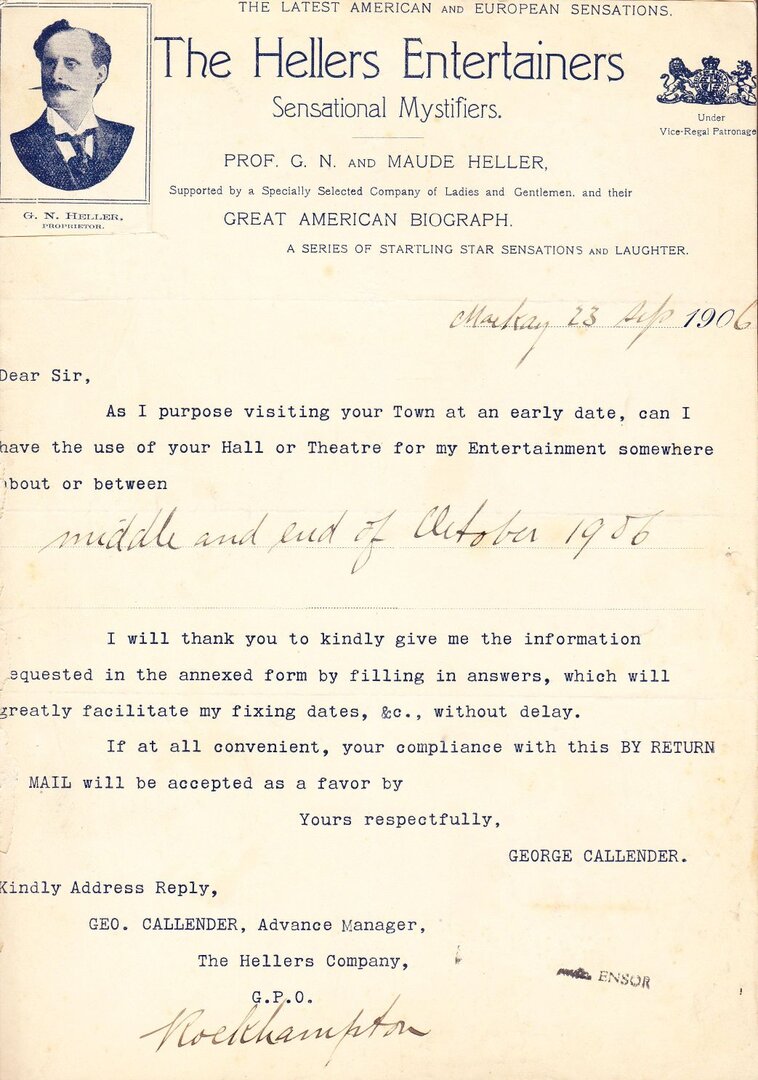 THE LATEST AMERICAN AND EUROPEAN SENSATIONS.
The Hellers Entertainers
Sensational Mystifiers.
Under
Vice-Regal Patronage
PROF. G. N. AND MAUDE HELLER,
Supported by a Specially Selected Company of Ladies and Gentlemen. and their
GREAT AMERICAN BIOGRAPH.
G. N. HELLER,
PROPRIETOR.
A SERIES OF STARTLING STAR SENSATIONS AND LAUGHTER.
Mackay 23 Sep 1906
Dear Sir,
As I purpose visiting your Town at an early date, can I
have the use of your Hall or Theatre for my Entertainment somewhere
about or between
middle and end of October 1906
I will thank you to kindly give me the information
requested in the annexed form by filling in answers, which will
greatly facilitate my fixing dates, &c., without delay.
If at all convenient, your compliance with this BY RETURN
MAIL will be accepted as a favor by
Yours respectfully,
GEORGE CALLENDER.
Kindly Address Reply,
GEO. CALLENDER, Advance Manager,
The Hellers Company,
G.P.O.
Rockhampton
ENSOR